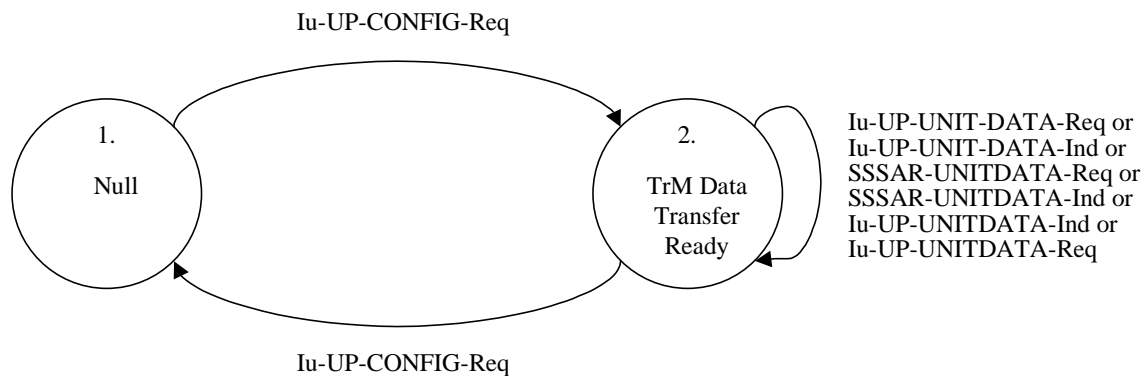 Iu-UP-CONFIG-Req
1.
Null
2.
TrM Data
Transfer
Ready
Iu-UP-UNIT-DATA-Req or
Iu-UP-UNIT-DATA-Ind or
SSSAR-UNITDATA-Req or
SSSAR-UNITDATA-Ind or
Iu-UP-UNITDATA-Ind or
Iu-UP-UNITDATA-Req
Iu-UP-CONFIG-Req